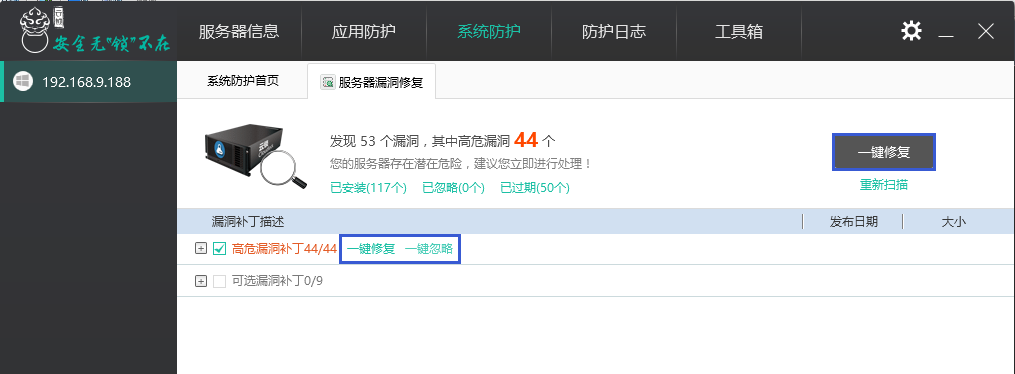 云锁
安全无"锁"不在
服务器信息 应用防护 系统防护 防护日志 工具箱
192.168.9.188
系统防护首页 服务器漏洞修复
发现 53 个漏洞，其中高危漏洞 44 个
您的服务器存在潜在危险，建议您立即进行处理！
已安装(117个) 已忽略(0个) 已过期(50个)
一键修复
重新扫描
漏洞补丁描述 发布日期 大小
高危漏洞补丁44/44 一键修复 一键忽略
可选漏洞补丁0/9